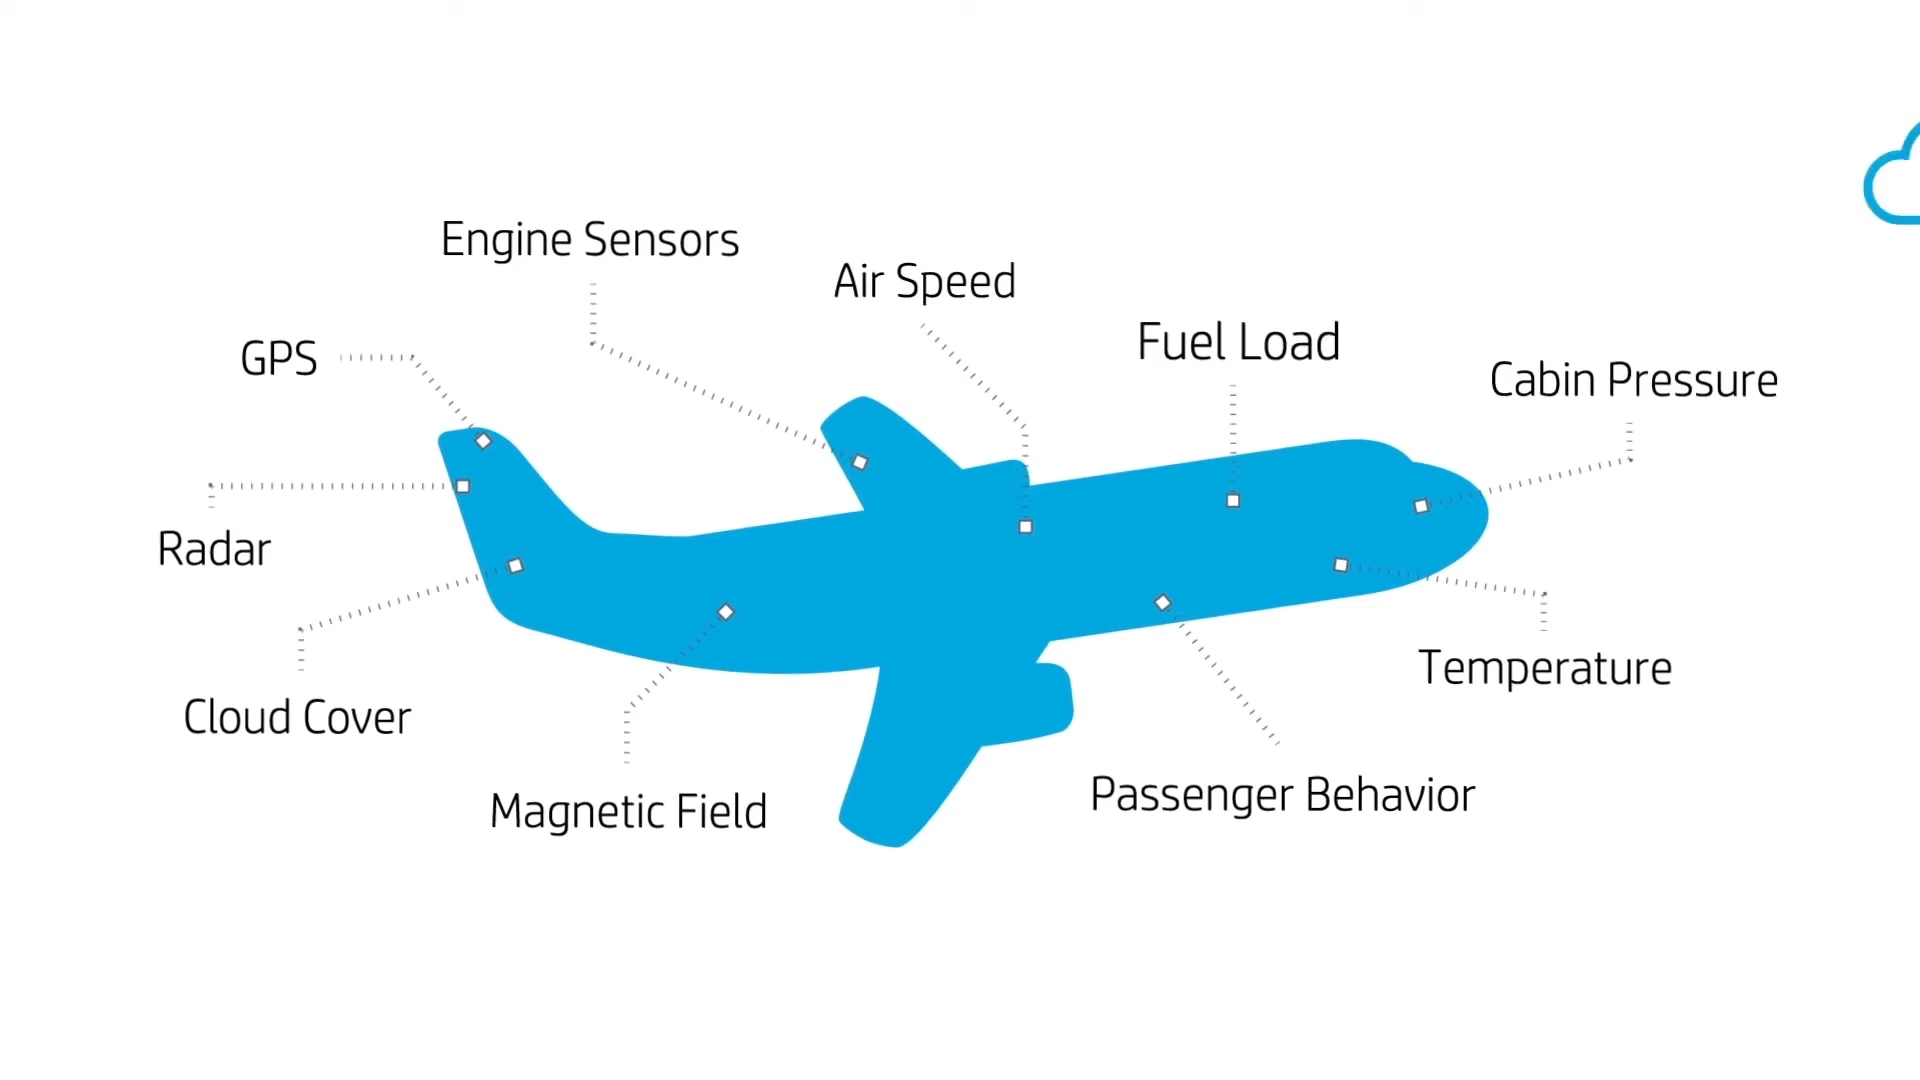 Engine Sensors
Air Speed
GPS
Fuel Load
Cabin Pressure
Radar
Temperature
Cloud Cover
Magnetic Field
Passenger Behavior